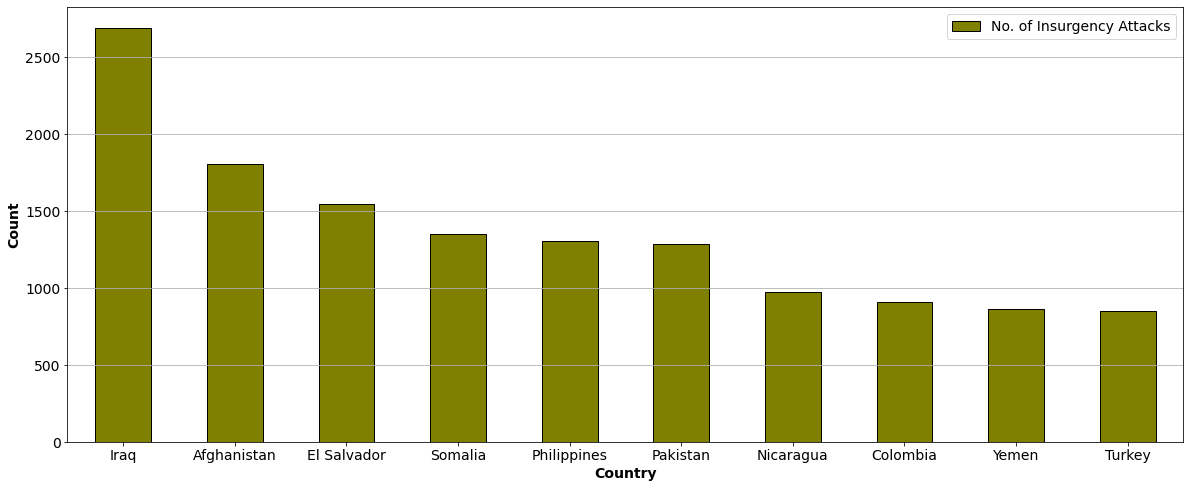 No. of Insurgency Attacks
2500
2000
1500
1000
500
0
Count
Iraq Afghanistan El Salvador Somalia Philippines Pakistan Nicaragua Colombia Yemen Turkey
Country